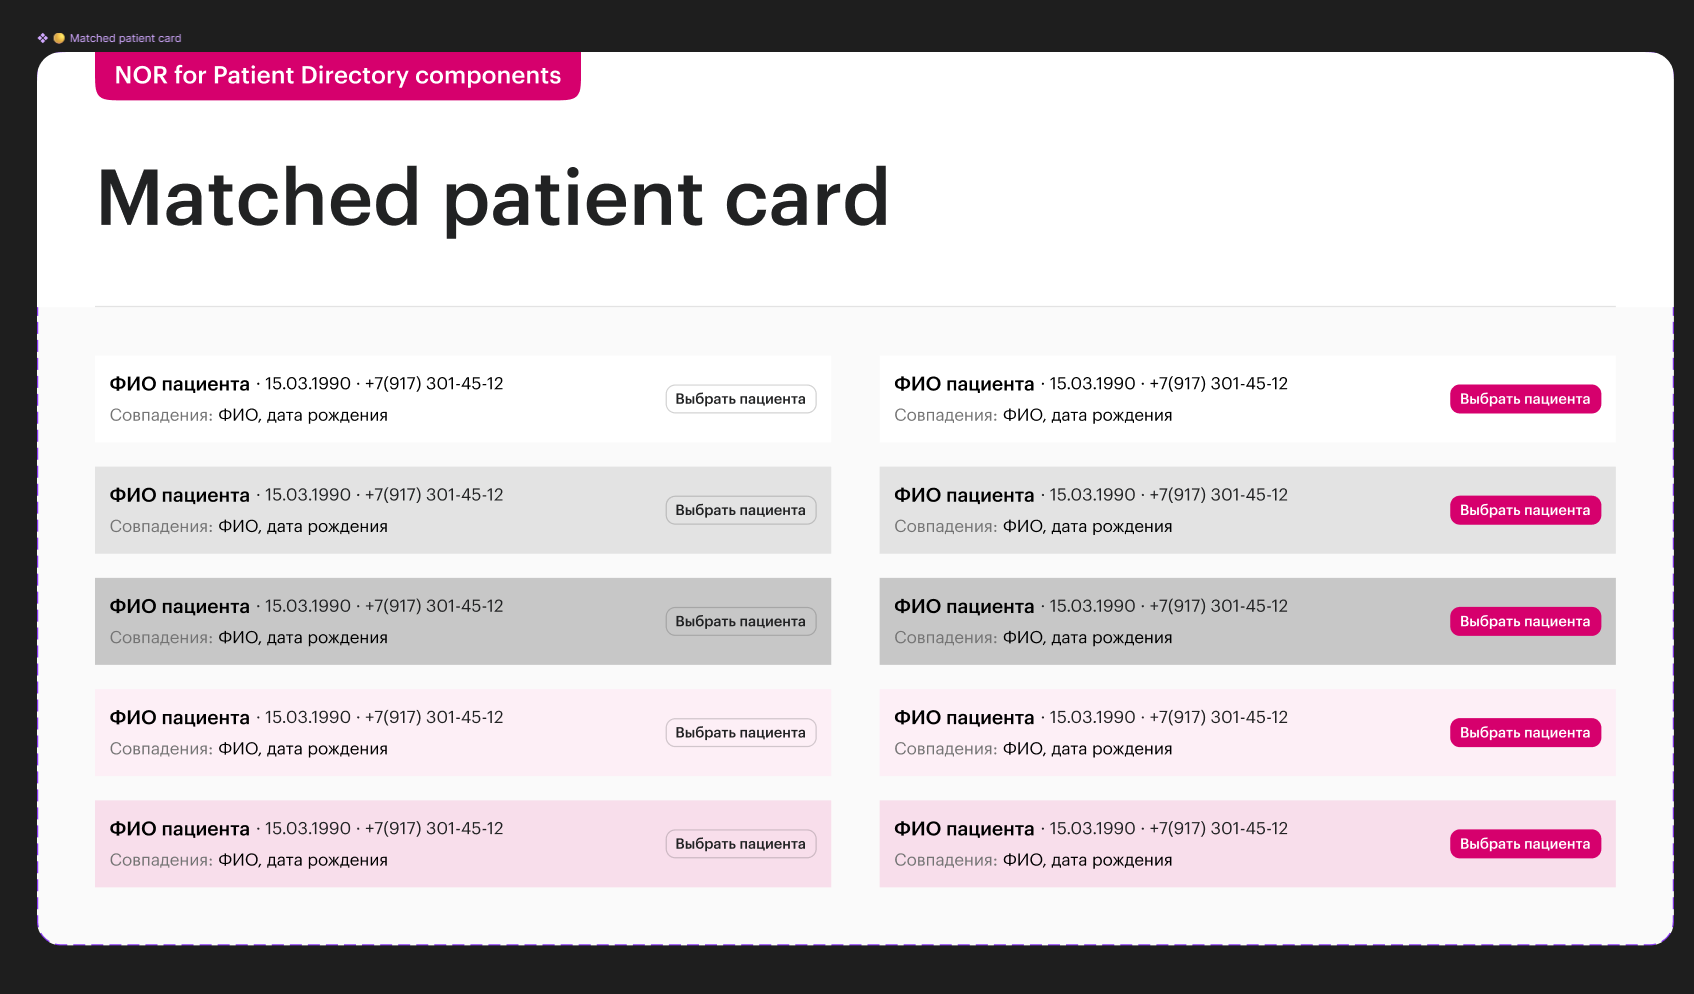 Matched patient card
NOR for Patient Directory components
Matched patient card
ФИО пациента · 15.03.1990 · +7(917) 301-45-12
Совпадения: ФИО, дата рождения
Выбрать пациента
ФИО пациента · 15.03.1990 · +7(917) 301-45-12
Совпадения: ФИО, дата рождения
Выбрать пациента
ФИО пациента · 15.03.1990 · +7(917) 301-45-12
Совпадения: ФИО, дата рождения
Выбрать пациента
ФИО пациента · 15.03.1990 · +7(917) 301-45-12
Совпадения: ФИО, дата рождения
Выбрать пациента
ФИО пациента · 15.03.1990 · +7(917) 301-45-12
Совпадения: ФИО, дата рождения
Выбрать пациента
ФИО пациента · 15.03.1990 · +7(917) 301-45-12
Совпадения: ФИО, дата рождения
Выбрать пациента
ФИО пациента · 15.03.1990 · +7(917) 301-45-12
Совпадения: ФИО, дата рождения
Выбрать пациента
ФИО пациента · 15.03.1990 · +7(917) 301-45-12
Совпадения: ФИО, дата рождения
Выбрать пациента
ФИО пациента · 15.03.1990 · +7(917) 301-45-12
Совпадения: ФИО, дата рождения
Выбрать пациента
ФИО пациента · 15.03.1990 · +7(917) 301-45-12
Совпадения: ФИО, дата рождения
Выбрать пациента